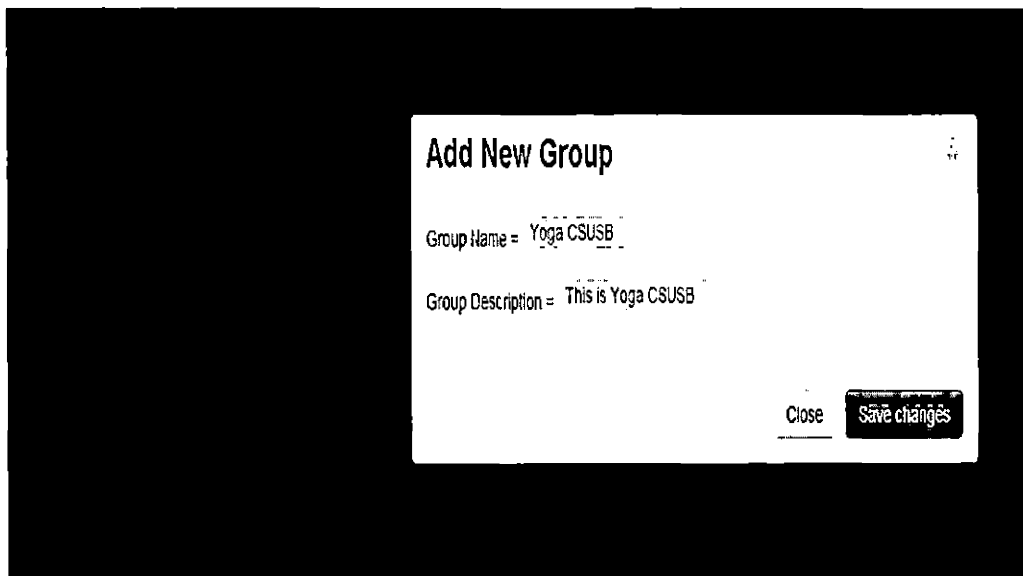 Add New Group
Group Name = Yoga CSUSB
Group Description = This is Yoga CSUSB
Close Save changes